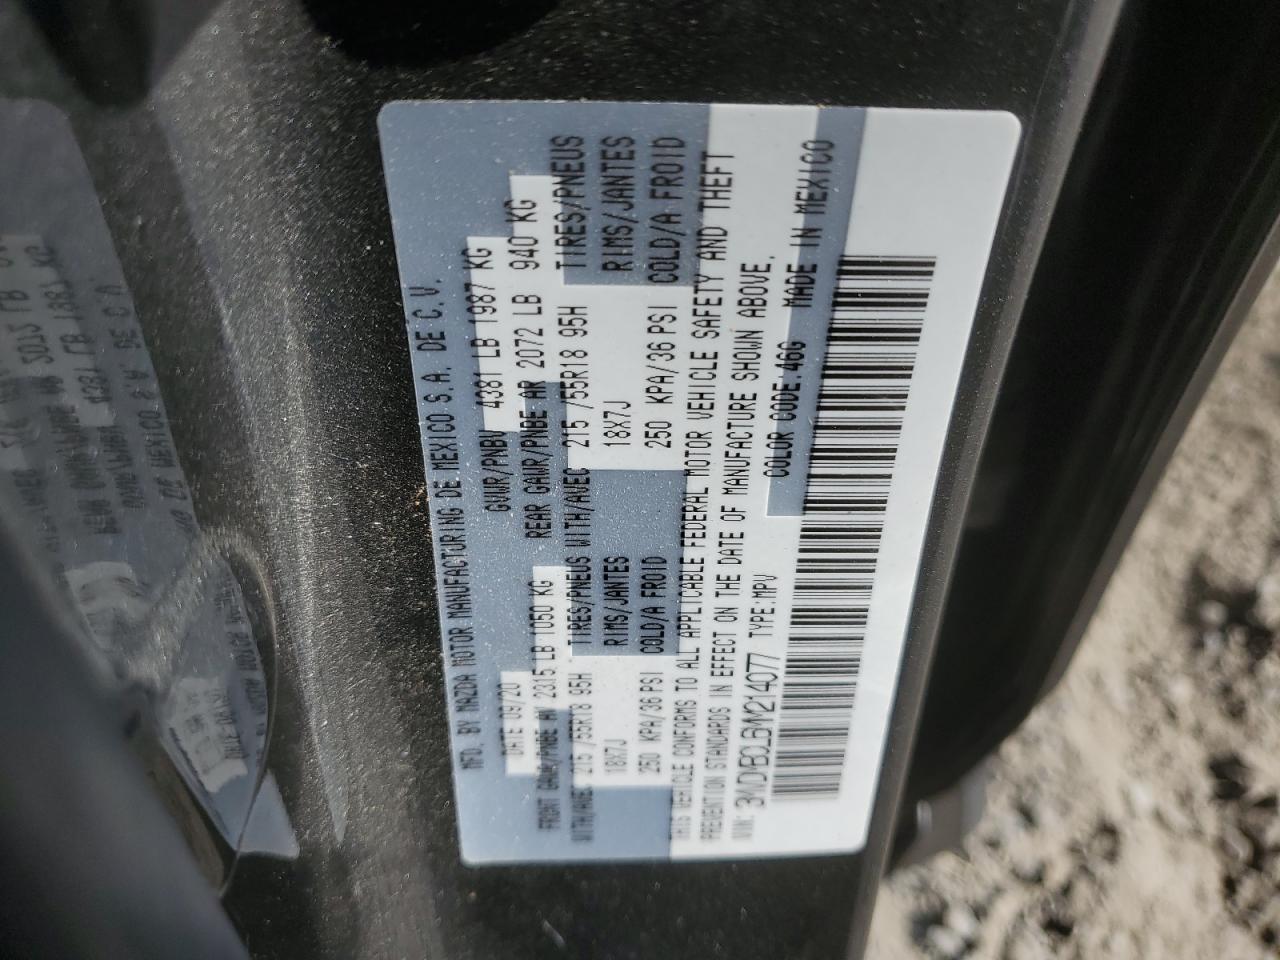 MFD. BY MAZDA MOTOR MANUFACTURING DE MEXICO S.A. DE C.V.
DATE 09/20 GVWR/PNBV 4381 LB 1987 KG
FRONT GAWR/PNBE AV 2315 LB 1050 KG REAR GAWR/PNBE AR 2072 LB 940 KG
WITH/AVEC 215 /55R18 95H TIRES/PNEUS WITH/AVEC 215 /55R18 95H TIRES/PNEUS
18X7J RIMS/JANTES 18X7J RIMS/JANTES
250 KPA/36 PSI COLD/A FROID 250 KPA/36 PSI COLD/A FROID
THIS VEHICLE CONFORMS TO ALL APPLICABLE FEDERAL MOTOR VEHICLE SAFETY AND THEFT
PREVENTION STANDARDS IN EFFECT ON THE DATE OF MANUFACTURE SHOWN ABOVE.
VIN: TYPE:MPV COLOR CODE.46G MADE IN MEXICO